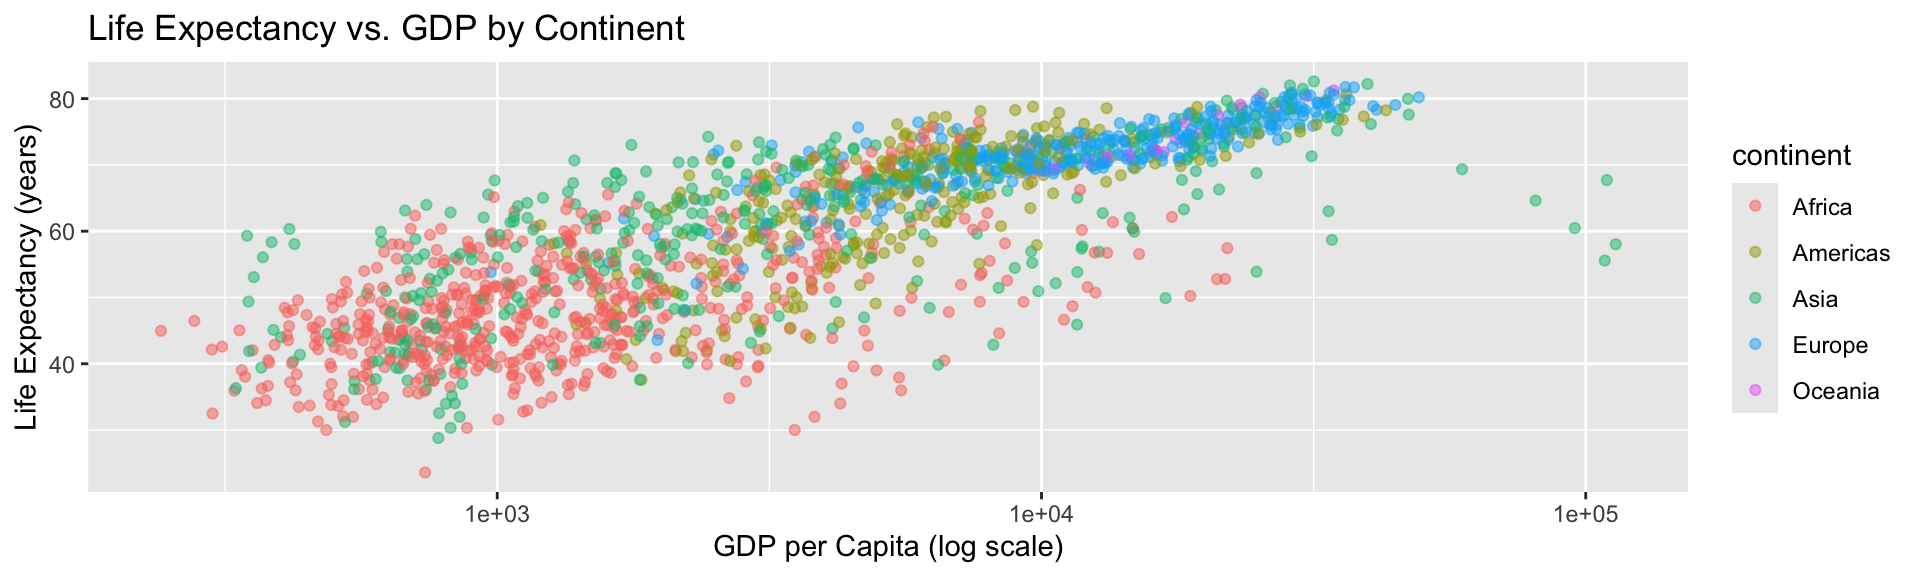 Life Expectancy vs. GDP by Continent
80
60
40
Life Expectancy (years)
1e+03
1e+04
1e+05
GDP per Capita (log scale)
continent
Africa
Americas
Asia
Europe
Oceania